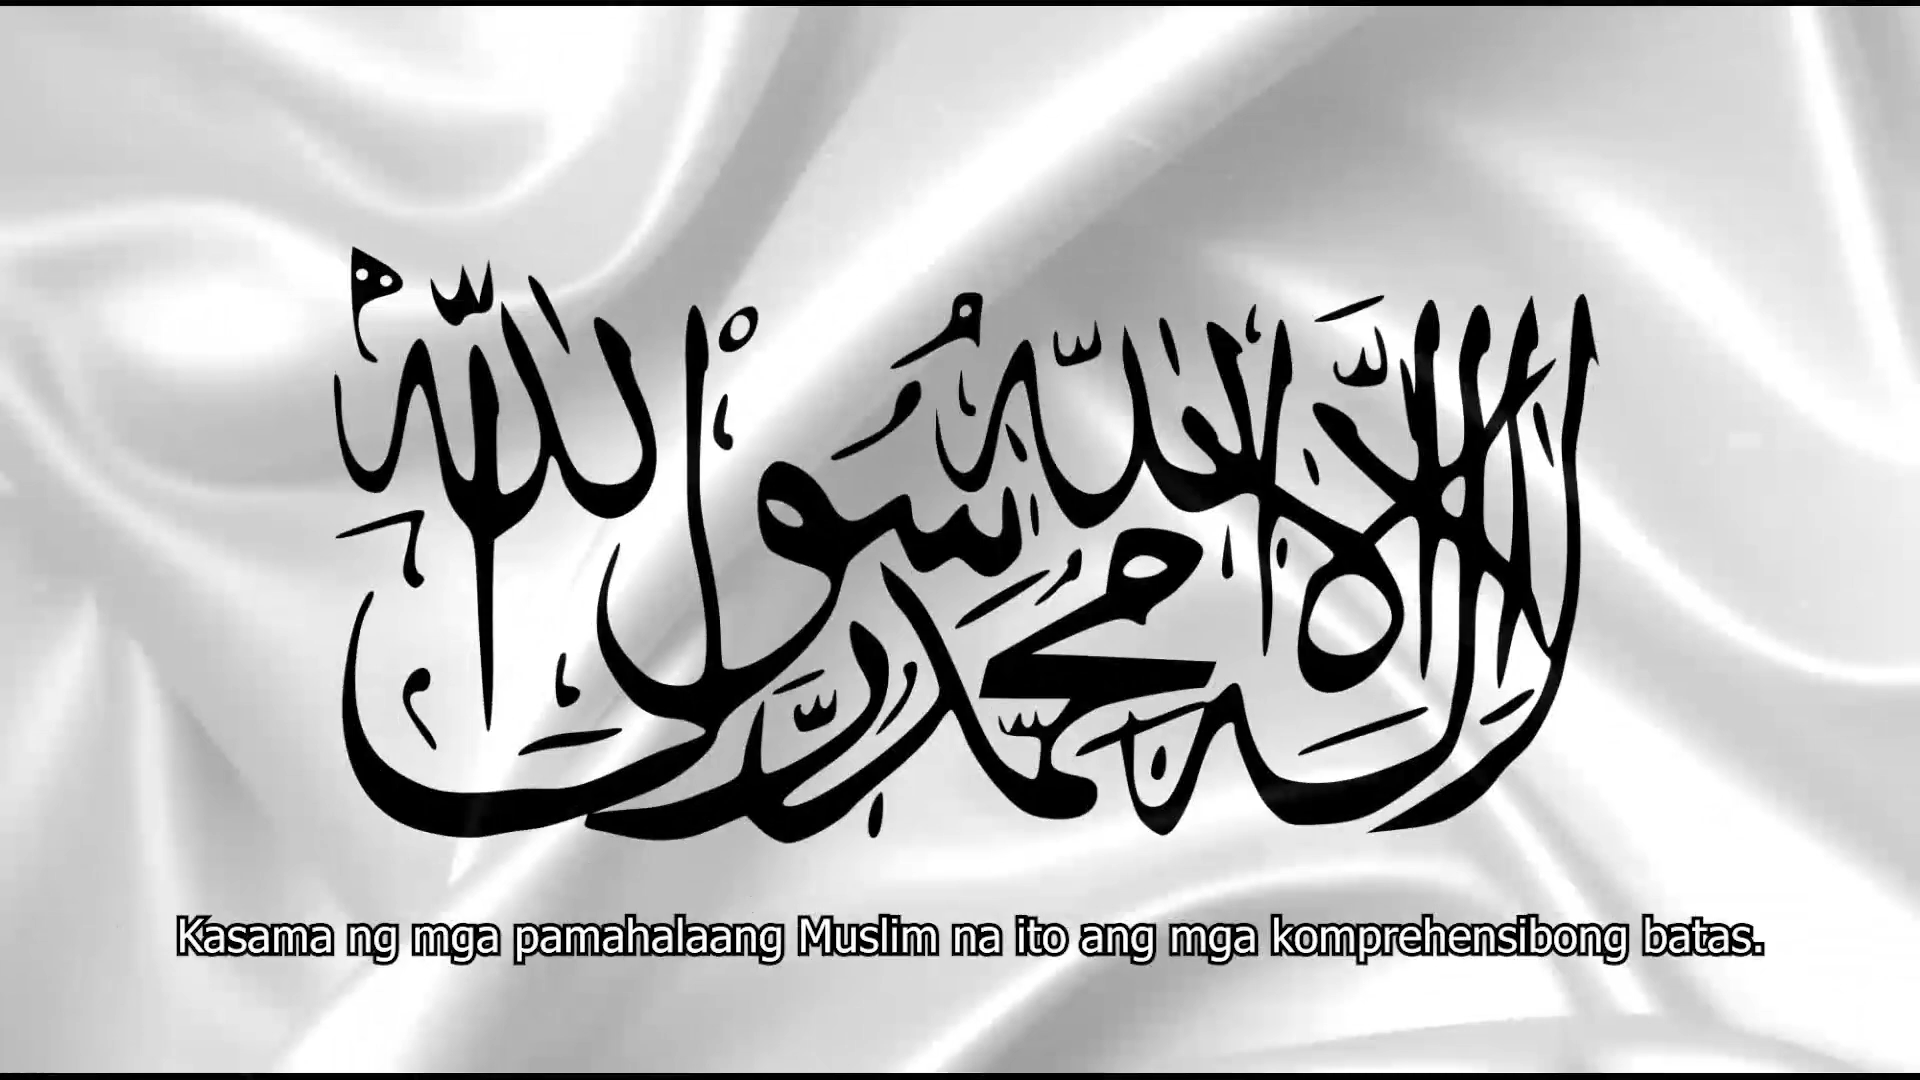 لا إله إلا الله محمد رسول الله
Kasama ng mga pamahalaang Muslim na ito ang mga komprehensibong batas.